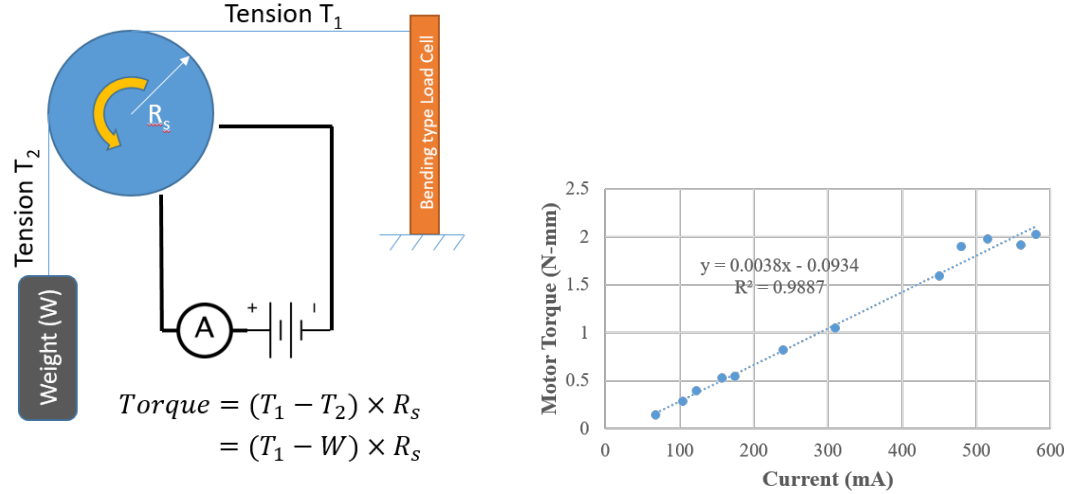 Tension T₁
Rₛ
Bending type Load Cell
Tension T₂
Weight (W)
A
+
−
Torque = (T₁ − T₂) × Rₛ
= (T₁ − W) × Rₛ
2.5
2
1.5
1
0.5
0
Motor Torque (N-mm)
y = 0.0038x - 0.0934
R² = 0.9887
0 100 200 300 400 500 600
Current (mA)